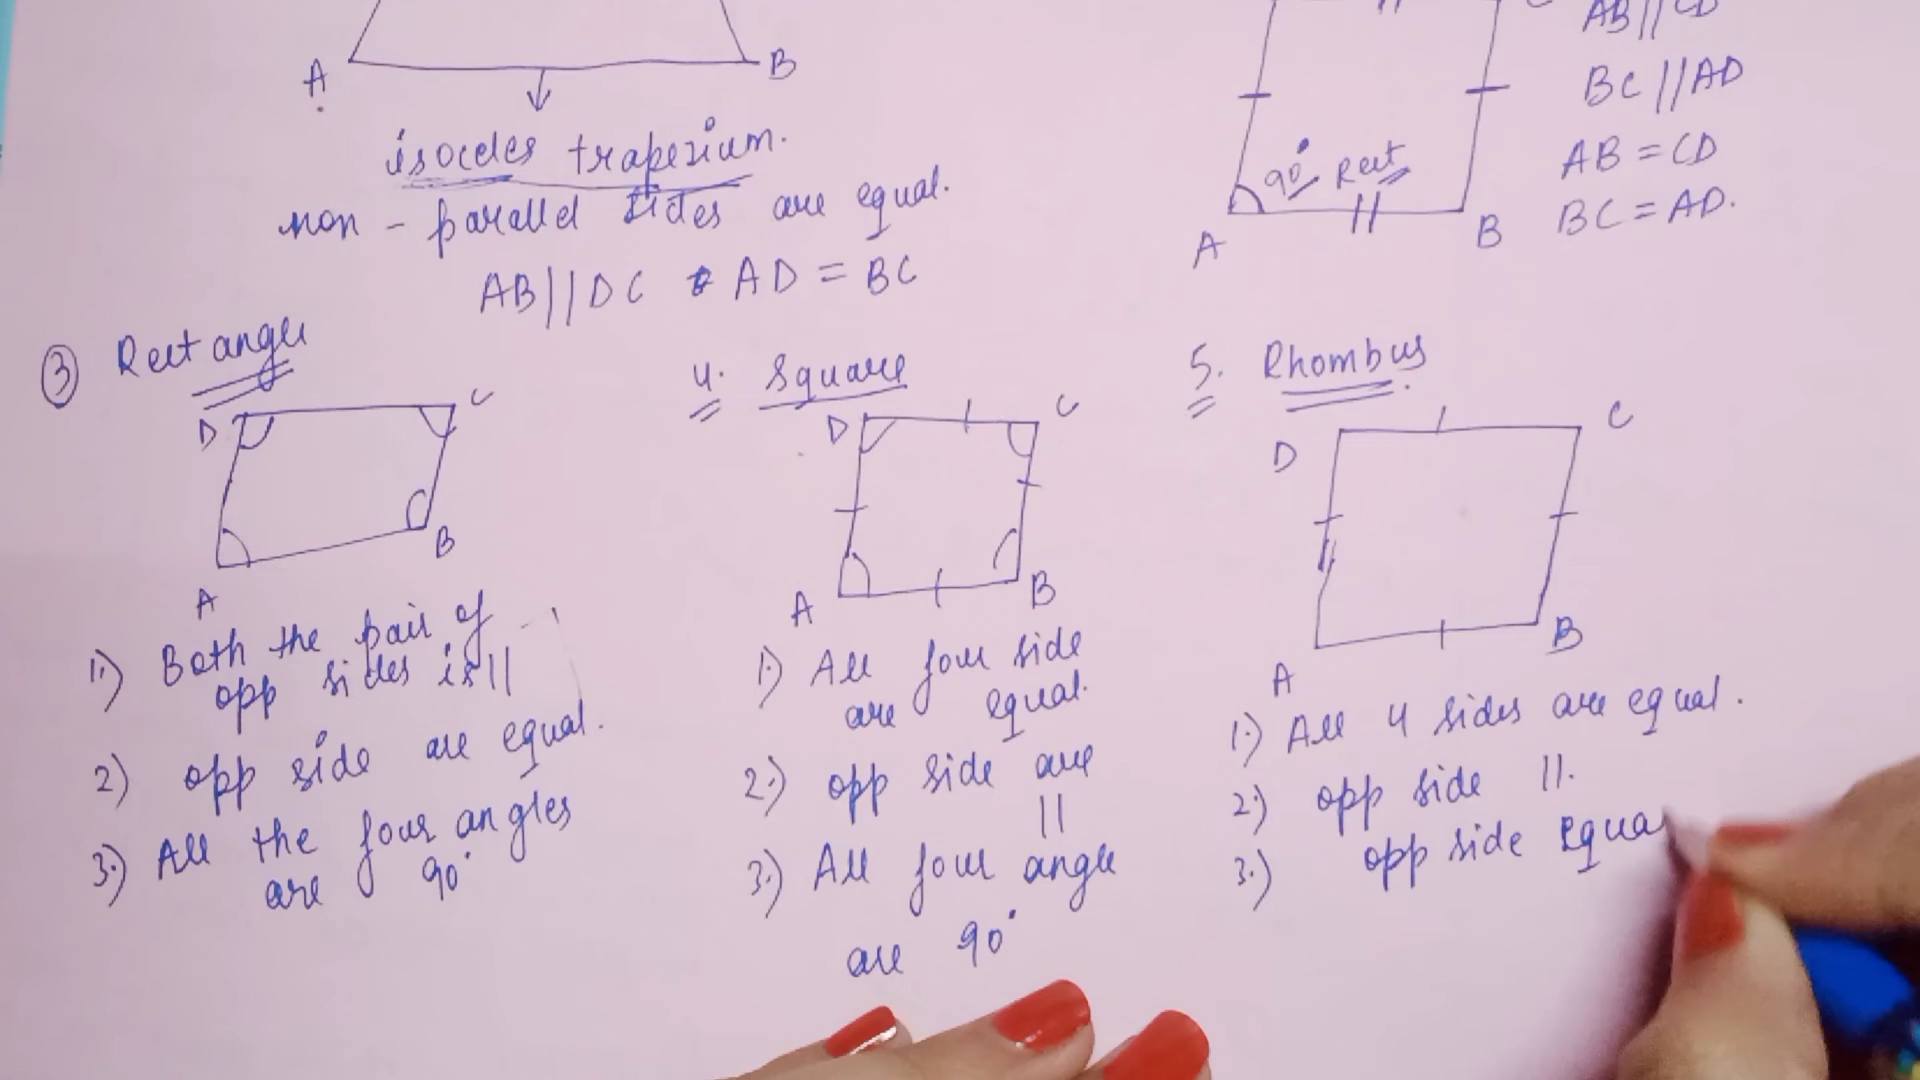 A
B
isoceles trapezium.
non - parallel sides are equal.
AB||DC & AD = BC
C
AB||CD
BC||AD
AB = CD
BC = AD.
90° Rect
A
B
③ Rectangle
D
C
A
B
1.) Both the pair of
opp sides is ||
2) opp side are equal.
3.) All the four angles
are 90°
4. Square
D
C
A
B
1.) All four side
are equal.
2.) opp side are
||
3.) All four angle
are 90°
5. Rhombus
D
C
A
B
1.) All 4 sides are equal.
2.) opp side ||.
3.) opp side equa